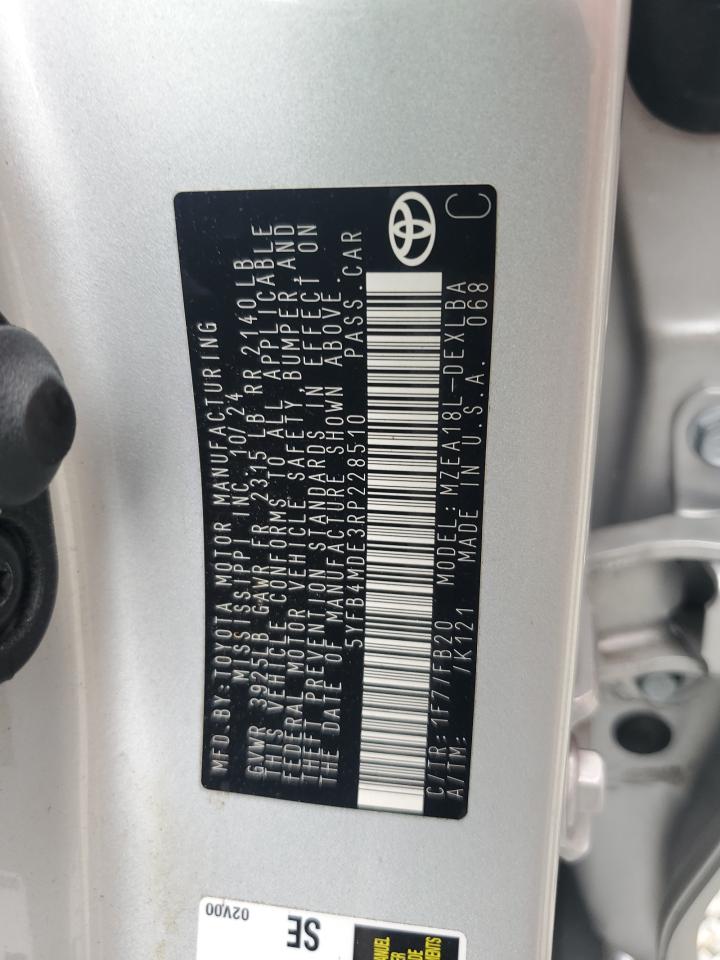 MFD.BY:TOYOTA MOTOR MANUFACTURING
MISSISSIPPI INC. 10/24
GVWR 3925LB GAWR FR 2315 LB RR 2140LB
THIS VEHICLE CONFORMS TO ALL APPLICABLE
FEDERAL MOTOR VEHICLE SAFETY, BUMPER, AND
THEFT PREVENTION STANDARDS IN EFFECT ON
THE DATE OF MANUFACTURE SHOWN ABOVE.
5YFB4MDE3RP228510 PASS.CAR
C/TR:1F7/FB20 MODEL:MZEA18L-DEXLBA
A/TM: /K121 MADE IN U.S.A. 068
C
02V00
SE